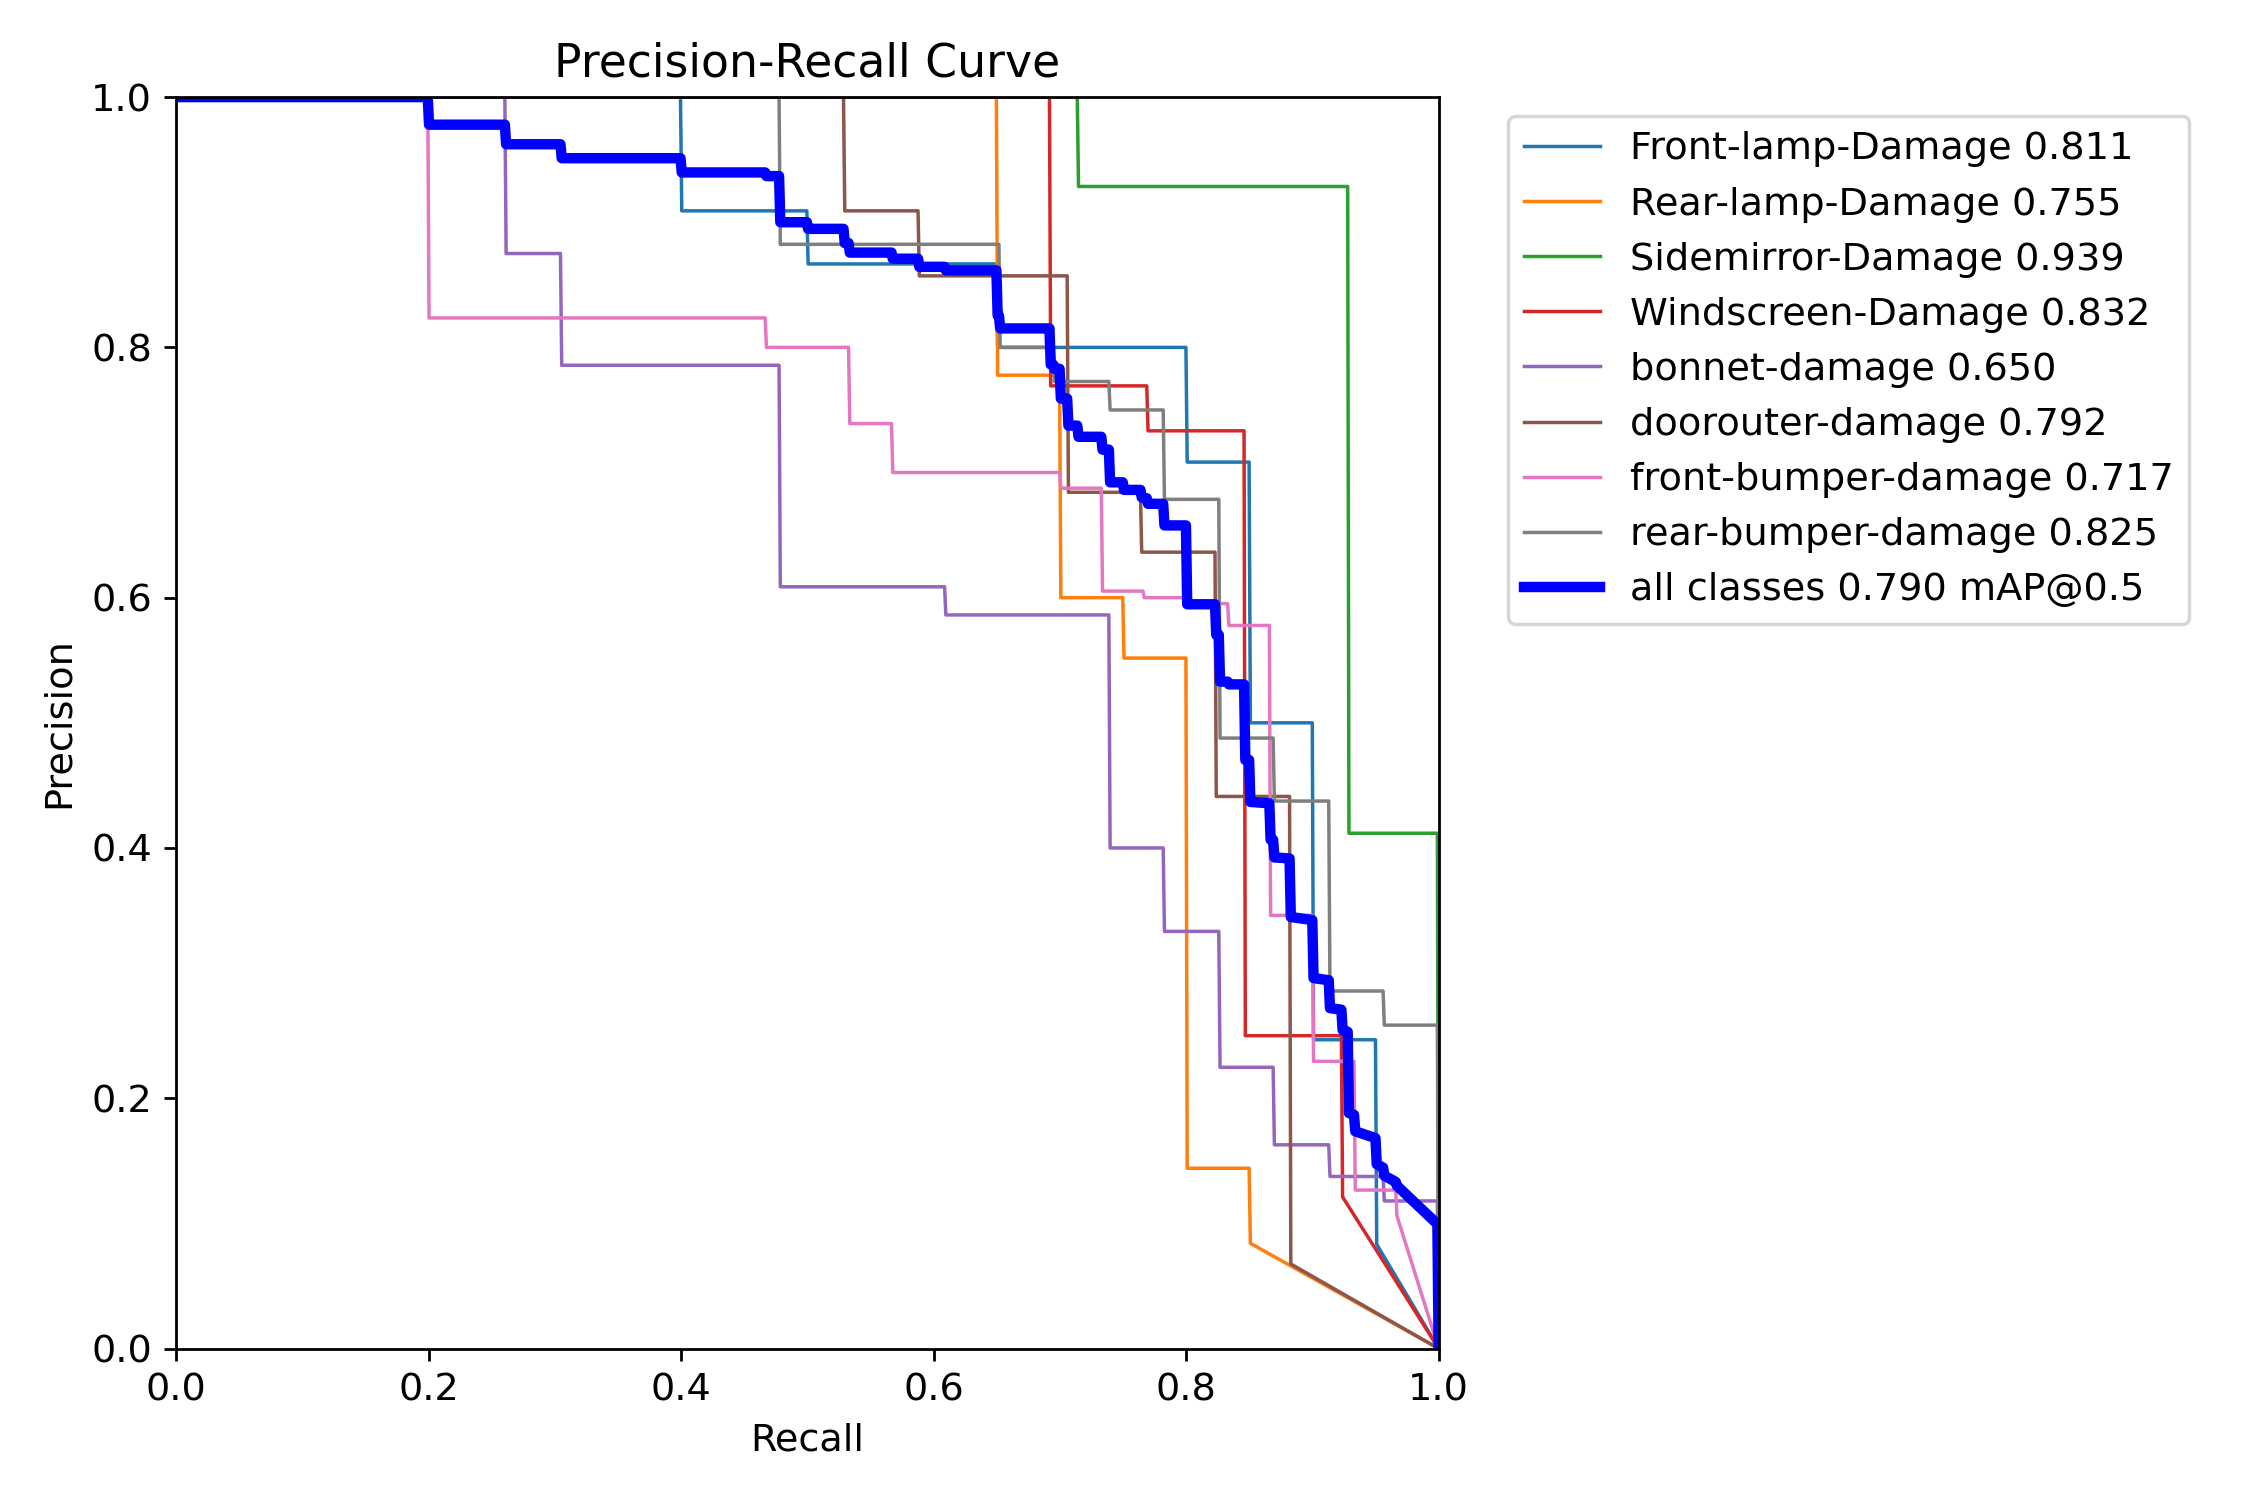 Precision-Recall Curve
1.0
0.8
0.6
0.4
0.2
0.0
Precision
0.0 0.2 0.4 0.6 0.8 1.0
Recall
Front-lamp-Damage 0.811
Rear-lamp-Damage 0.755
Sidemirror-Damage 0.939
Windscreen-Damage 0.832
bonnet-damage 0.650
doorouter-damage 0.792
front-bumper-damage 0.717
rear-bumper-damage 0.825
all classes 0.790 mAP@0.5